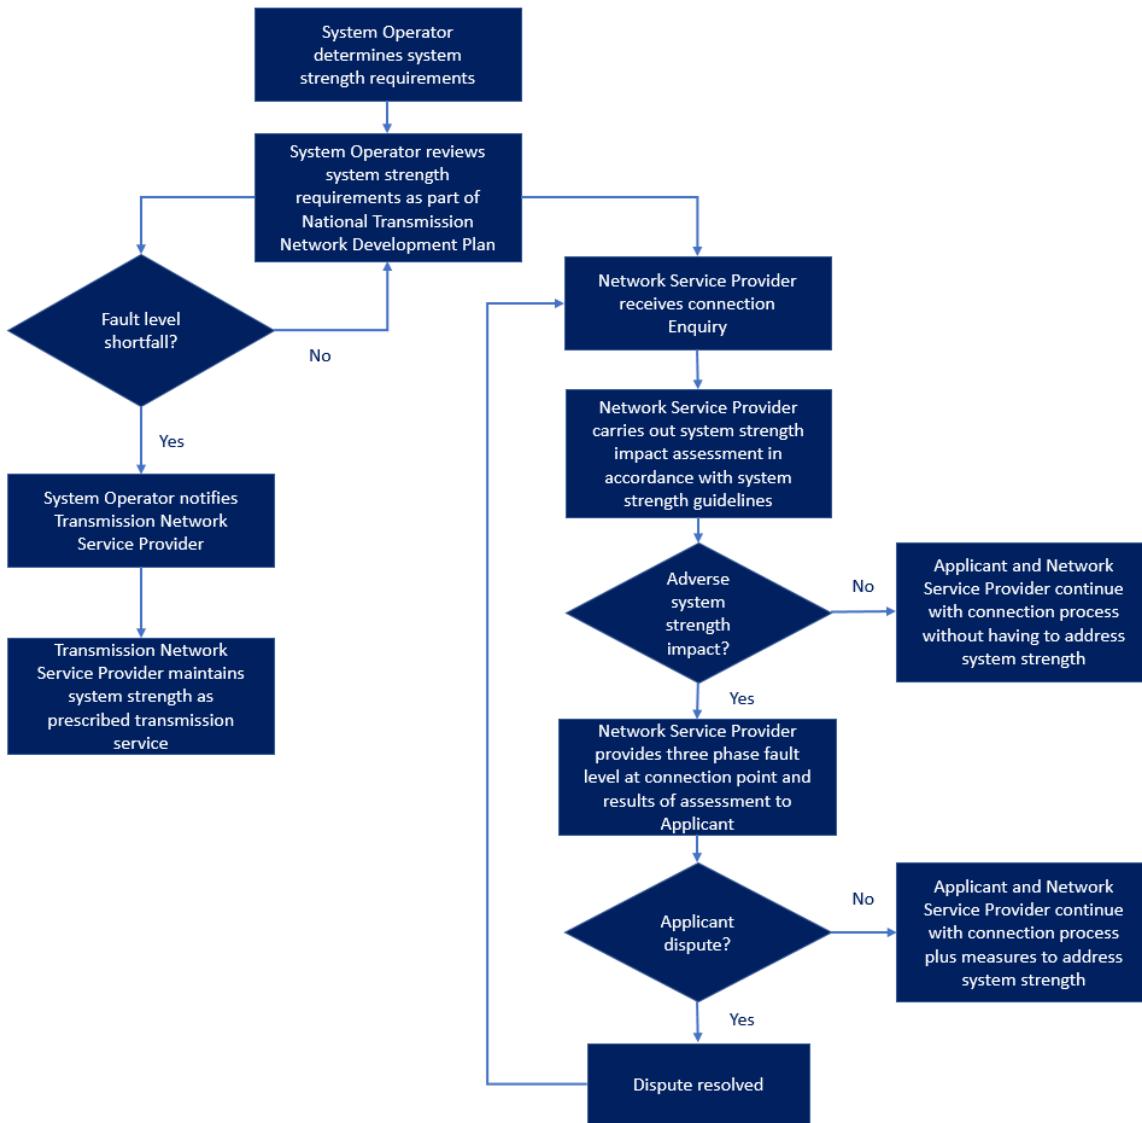 System Operator
determines system
strength requirements
System Operator reviews
system strength
requirements as part of
National Transmission
Network Development Plan
Fault level
shortfall?
No
Yes
System Operator notifies
Transmission Network
Service Provider
Transmission Network
Service Provider maintains
system strength as
prescribed transmission
service
Network Service Provider
receives connection
Enquiry
Network Service Provider
carries out system strength
impact assessment in
accordance with system
strength guidelines
Adverse
system
strength
impact?
No
Applicant and Network
Service Provider continue
with connection process
without having to address
system strength
Yes
Network Service Provider
provides three phase fault
level at connection point and
results of assessment to
Applicant
Applicant
dispute?
No
Applicant and Network
Service Provider continue
with connection process
plus measures to address
system strength
Yes
Dispute resolved